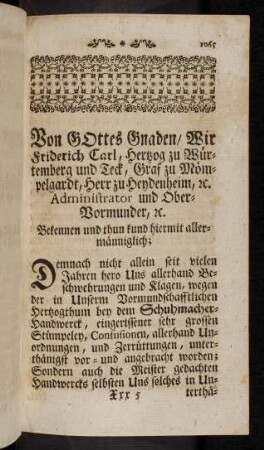 1065
Von GOttes Gnaden/ Wir
Friderich Carl, Hertzog zu Wür-
temberg und Teck, Graf zu Möm-
pelgardt, Herr zu Heydenheim, ꝛc.
Administrator und Ober-
Vormunder, ꝛc.
Bekennen und thun kund hiermit aller-
männiglich;
Demnach nicht allein seit vielen
Jahren hero Uns allerhand Be-
schwehrungen und Klagen, wegen
der in Unserm Vormundschafftlichen
Hertzogthum bey dem Schuhmacher-
Handwerck, eingerissener sehr grossen
Stümpeley, Confusionen, allerhand Un-
ordnungen, und Zerrüttungen, unter-
thänigst vor- und angebracht worden;
Sondern auch die Meister gedachten
Handwercks selbsten Uns solches in Un-
Xxx 5 terthä-